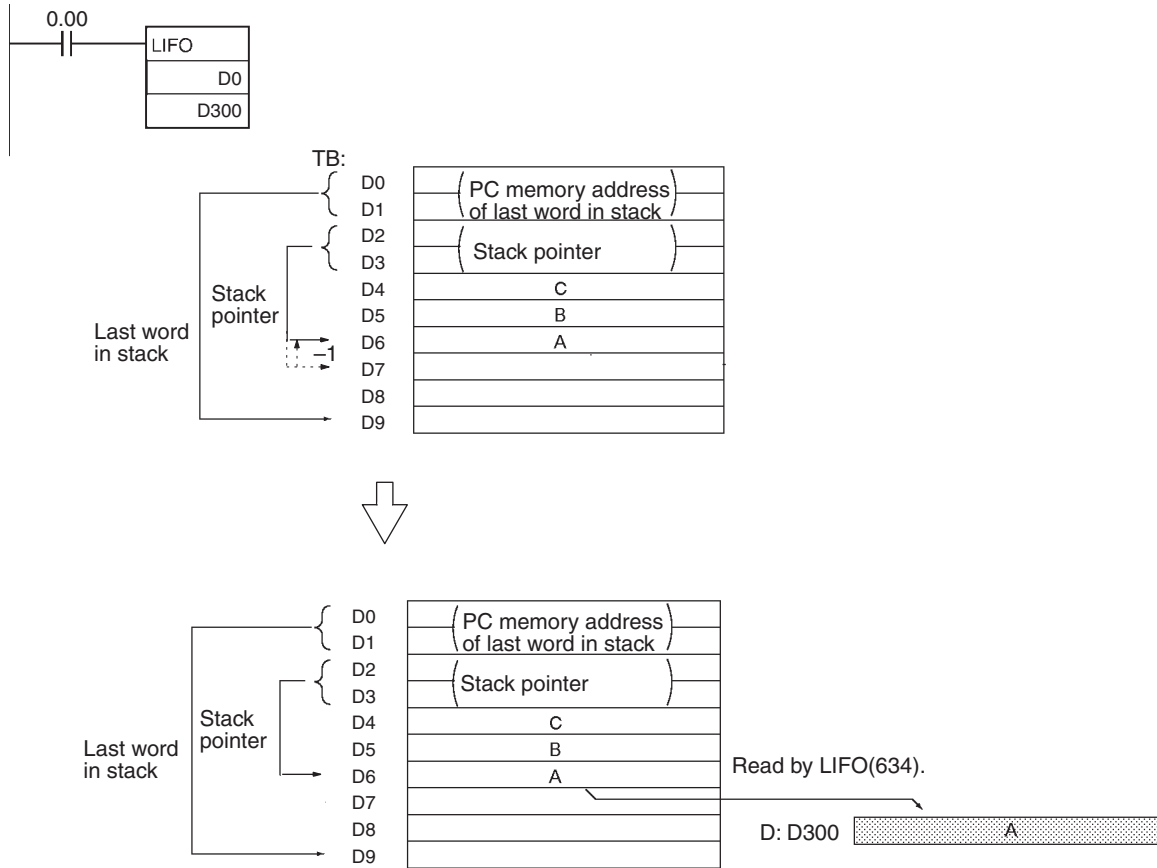 0.00
LIFO
D0
D300
TB:
D0
D1
D2
D3
D4
D5
D6
D7
D8
D9
(PC memory address
of last word in stack)
(Stack pointer)
C
B
A
Stack
pointer
Last word
in stack
–1
D0
D1
D2
D3
D4
D5
D6
D7
D8
D9
(PC memory address
of last word in stack)
(Stack pointer)
C
B
A
Stack
pointer
Last word
in stack
Read by LIFO(634).
D: D300
A